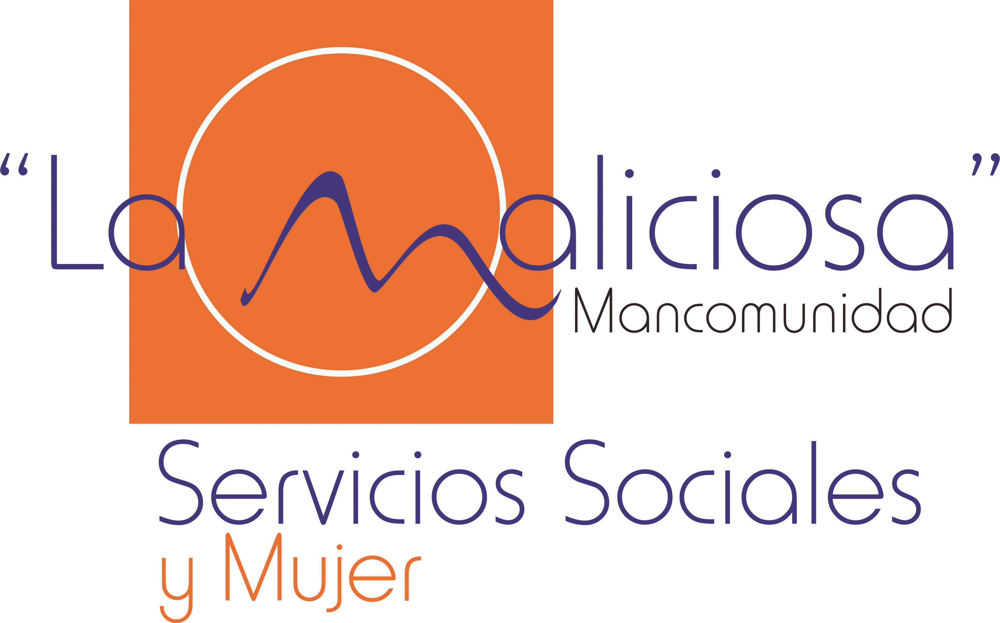 “La Maliciosa”
Mancomunidad
Servicios Sociales
y Mujer